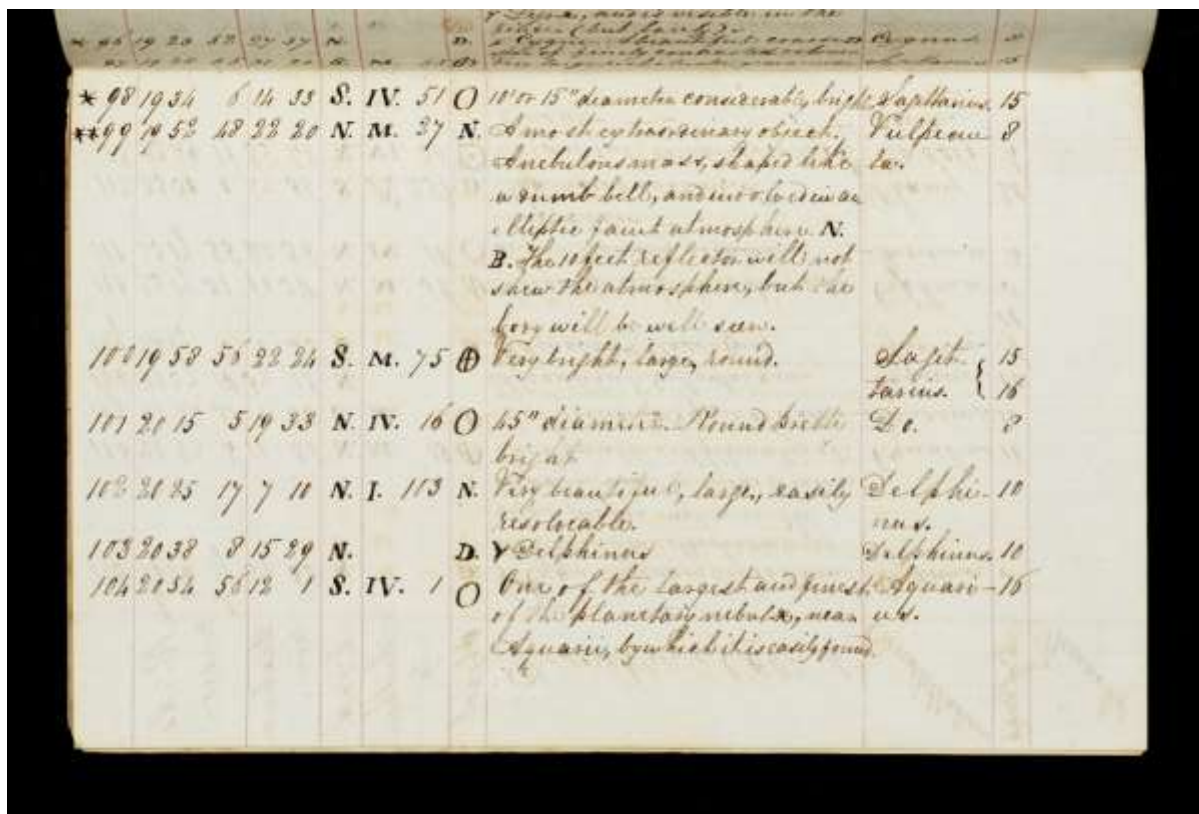 * 98 19 34 6 14 33 S. IV. 51 O 10" or 15" diameter considerably bright Sagittarius. 15
**99 19 52 48 22 20 N. M. 27 N. A most extraordinary object. Vulpecu 8
A nebulous mass, shaped like la.
a dumb bell, and involved in an
elliptic faint atmosphere. N.
B. The 10 feet reflector will not
shew the atmosphere, but the
body will be well seen.
100 19 58 56 22 24 S. M. 75 ⊕ Very bright, large, round. Sagit { 15
tarius. { 16
101 20 15 5 19 33 N. IV. 16 O 45" diameter. Round
bright Do. 8
102 20 25 17 7 10 N. I. 103 N. Very beautiful, large, easily Delphi- 10
resolvable. nus.
103 20 38 8 15 29 N. D. γ Delphinus Delphinus. 10
104 20 54 56 12 1 S. IV. 1 O One of the largest and finest Aquari- 16
of the planetary nebulæ, near us.
Aquarii, by which it is easily found.